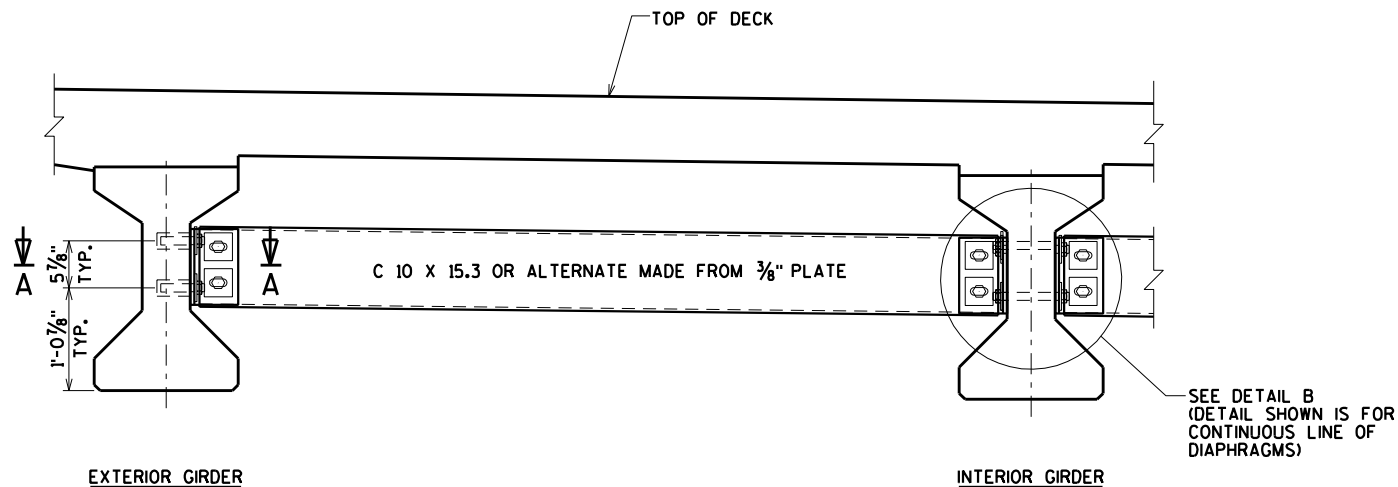 TOP OF DECK
5⅞"
TYP.
1'-0⅞"
TYP.
A
A
C 10 X 15.3 OR ALTERNATE MADE FROM ⅜" PLATE
SEE DETAIL B
(DETAIL SHOWN IS FOR
CONTINUOUS LINE OF
DIAPHRAGMS)
EXTERIOR GIRDER
INTERIOR GIRDER